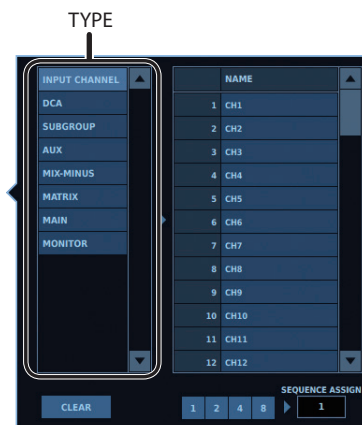 TYPE
INPUT CHANNEL
DCA
SUBGROUP
AUX
MIX-MINUS
MATRIX
MAIN
MONITOR
NAME
1 CH1
2 CH2
3 CH3
4 CH4
5 CH5
6 CH6
7 CH7
8 CH8
9 CH9
10 CH10
11 CH11
12 CH12
SEQUENCE ASSIGN
CLEAR 1 2 4 8 1